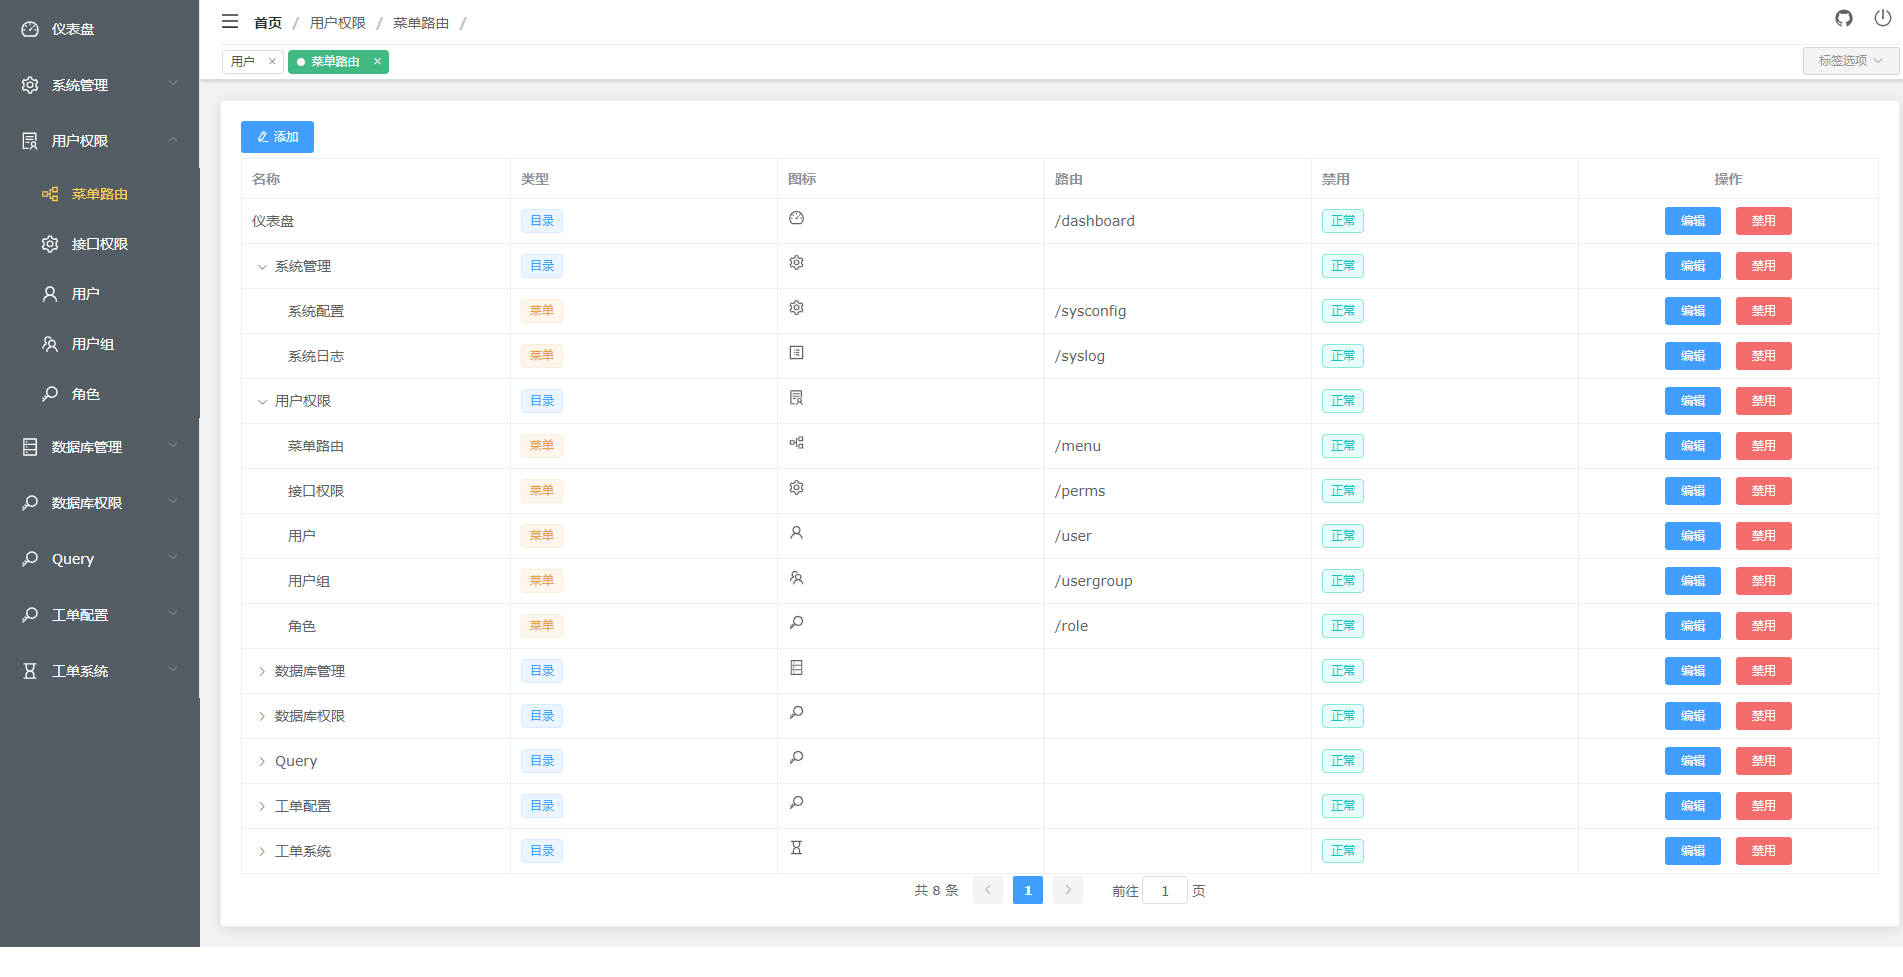 仪表盘
系统管理
用户权限
菜单路由
接口权限
用户
用户组
角色
数据库管理
数据库权限
Query
工单配置
工单系统
首页 / 用户权限 / 菜单路由 /
用户 × 菜单路由 × 标签选项
添加
名称 类型 图标 路由 禁用 操作
仪表盘 目录 /dashboard 正常 编辑 禁用
系统管理 目录 正常 编辑 禁用
系统配置 菜单 /sysconfig 正常 编辑 禁用
系统日志 菜单 /syslog 正常 编辑 禁用
用户权限 目录 正常 编辑 禁用
菜单路由 菜单 /menu 正常 编辑 禁用
接口权限 菜单 /perms 正常 编辑 禁用
用户 菜单 /user 正常 编辑 禁用
用户组 菜单 /usergroup 正常 编辑 禁用
角色 菜单 /role 正常 编辑 禁用
数据库管理 目录 正常 编辑 禁用
数据库权限 目录 正常 编辑 禁用
Query 目录 正常 编辑 禁用
工单配置 目录 正常 编辑 禁用
工单系统 目录 正常 编辑 禁用
共 8 条 1 前往 1 页